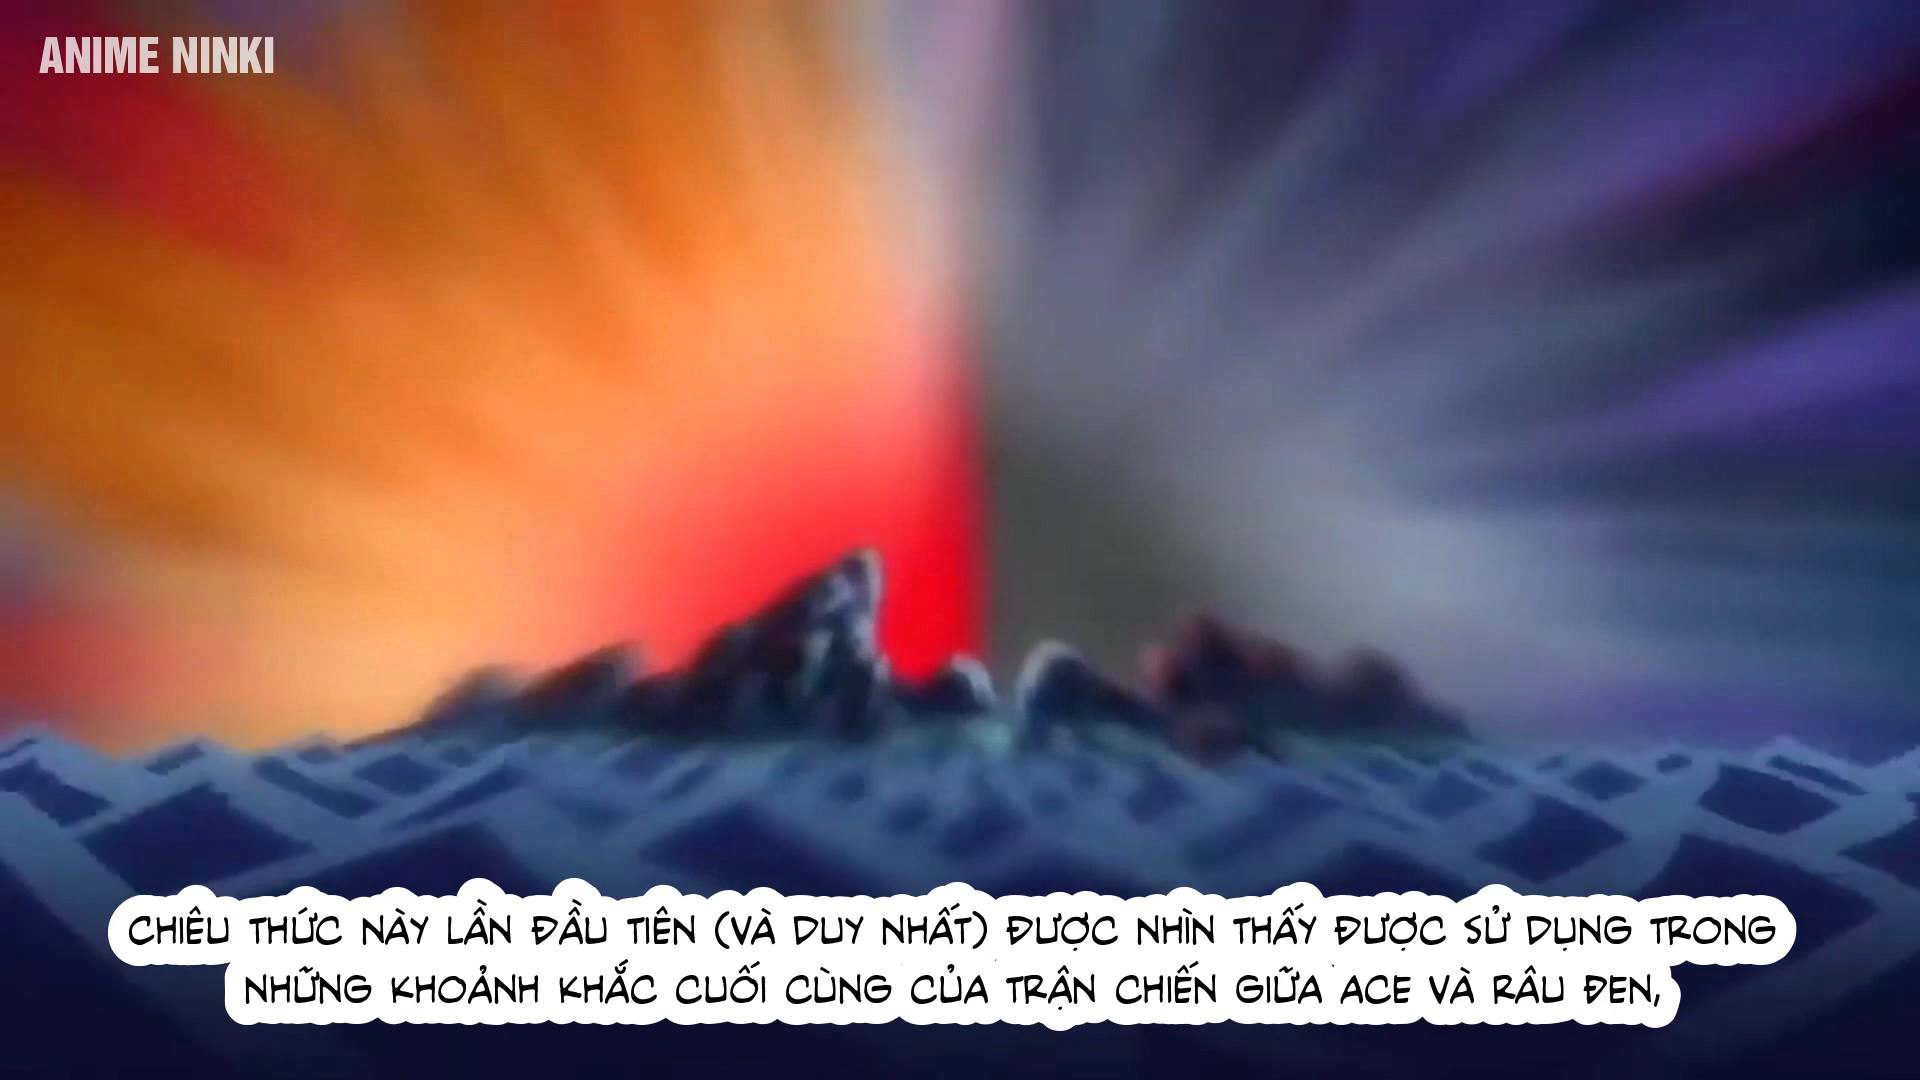 ANIME NINKI
CHIÊU THỨC NÀY LẦN ĐẦU TIÊN (VÀ DUY NHẤT) ĐƯỢC NHÌN THẤY ĐƯỢC SỬ DỤNG TRONG
NHỮNG KHOẢNH KHẮC CUỐI CÙNG CỦA TRẬN CHIẾN GIỮA ACE VÀ RÂU ĐEN,